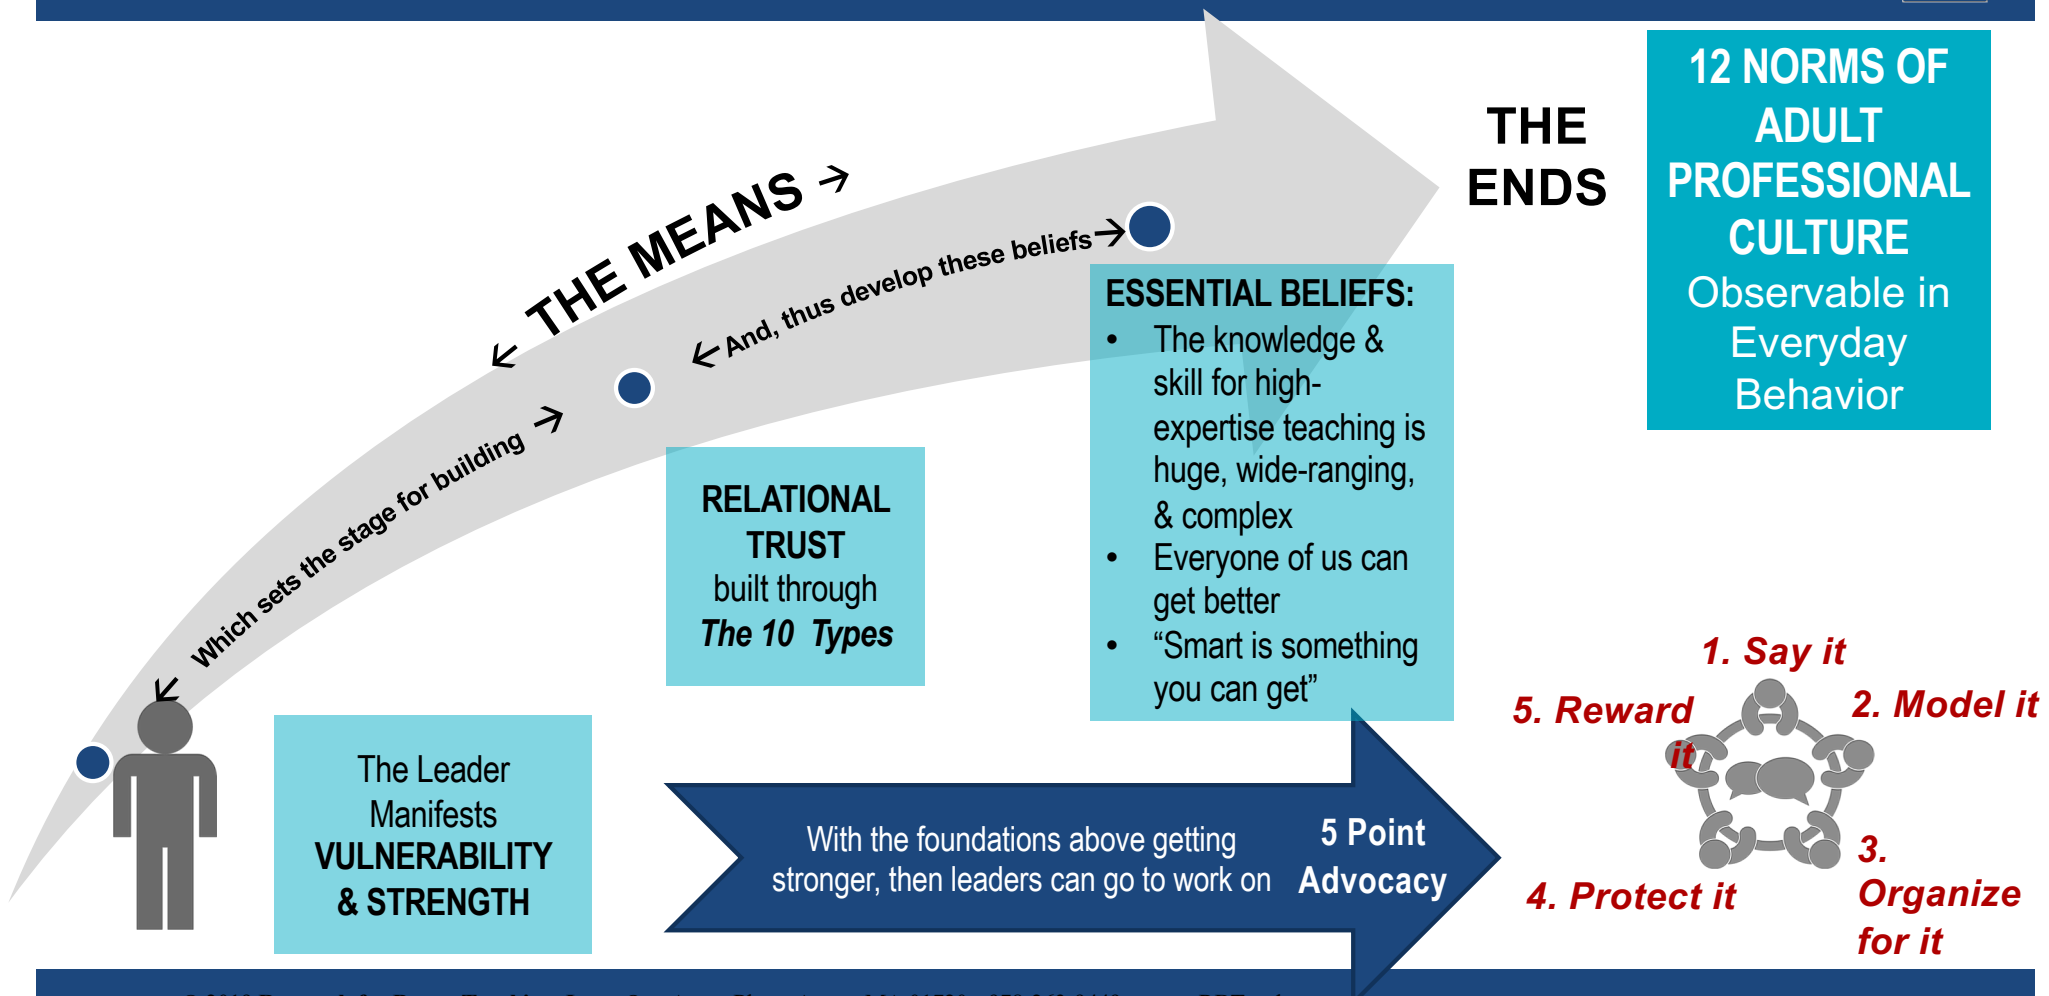 12 NORMS OF
ADULT
PROFESSIONAL
CULTURE
Observable in
Everyday
Behavior
THE
ENDS
← THE MEANS →
←And, thus develop these beliefs→
← Which sets the stage for building →
ESSENTIAL BELIEFS:
• The knowledge &
skill for high-
expertise teaching is
huge, wide-ranging,
& complex
• Everyone of us can
get better
• “Smart is something
you can get”
RELATIONAL
TRUST
built through
The 10 Types
The Leader
Manifests
VULNERABILITY
& STRENGTH
With the foundations above getting
stronger, then leaders can go to work on
5 Point
Advocacy
1. Say it
2. Model it
3.
Organize
for it
4. Protect it
5. Reward
it